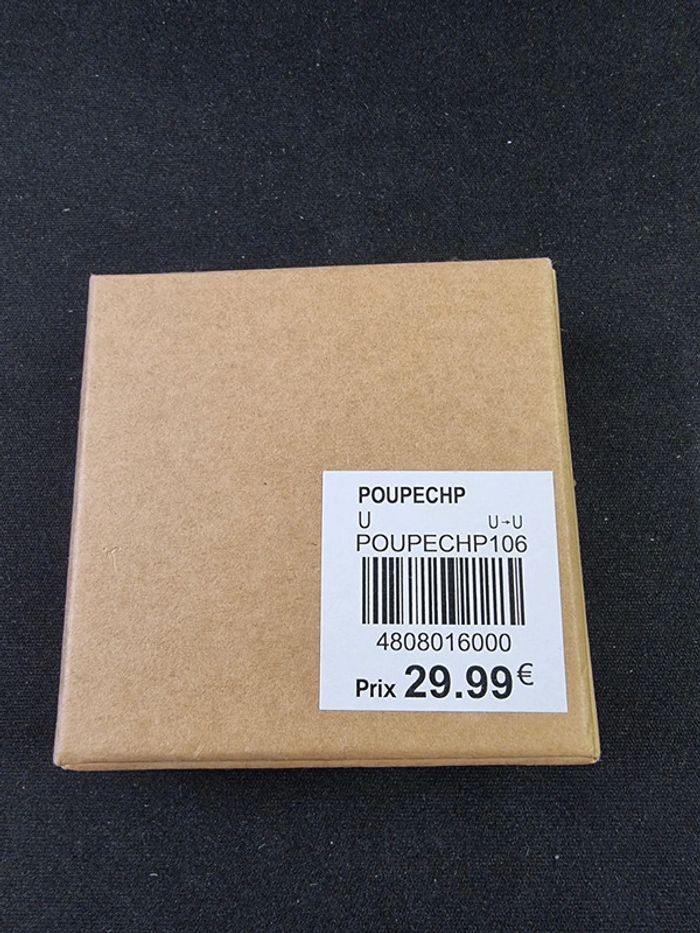 POUPECHP
U U→U
POUPECHP106
4808016000
Prix 29.99€